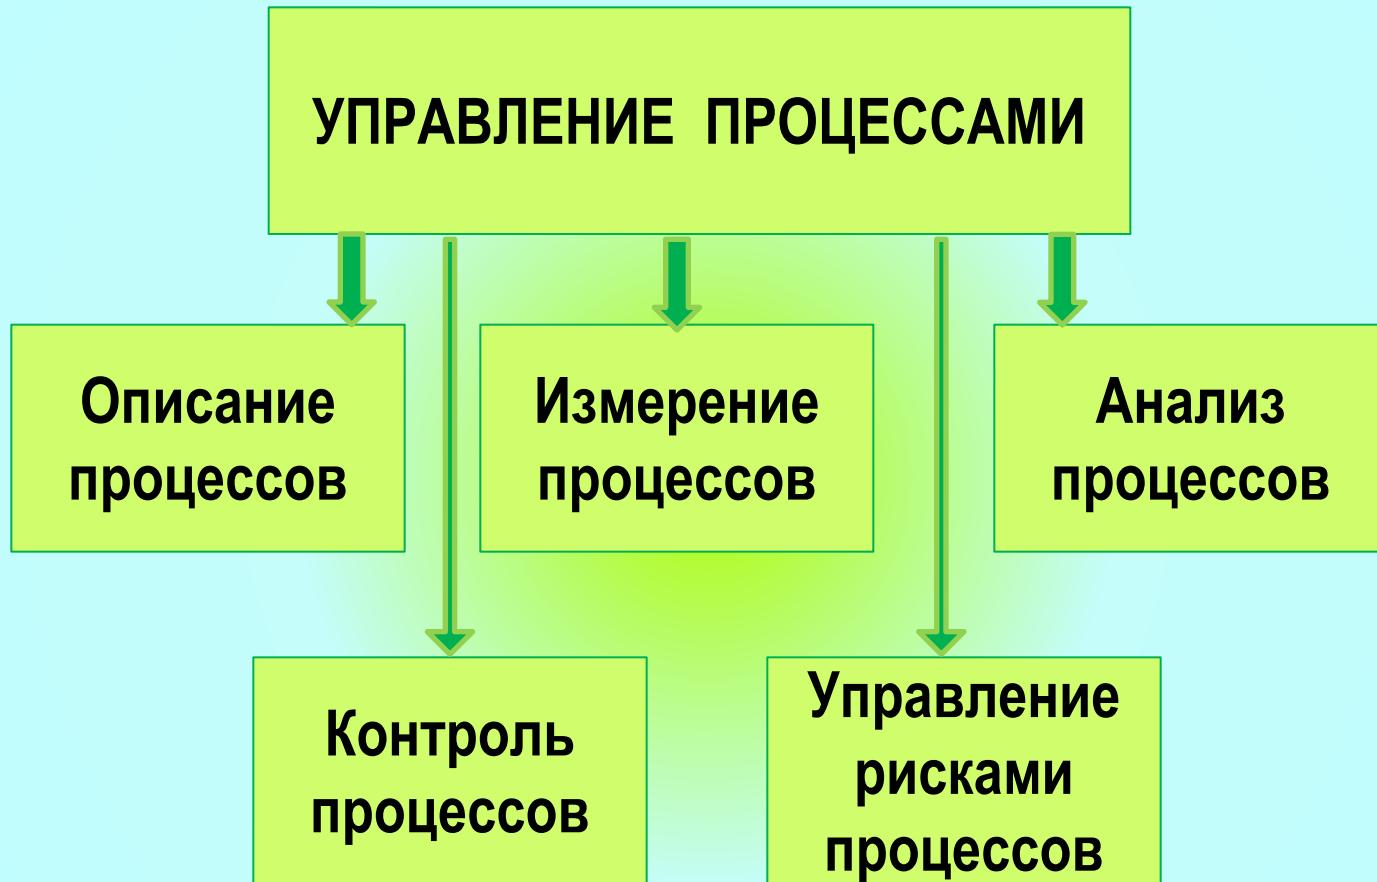 УПРАВЛЕНИЕ ПРОЦЕССАМИ
Описание
процессов
Измерение
процессов
Анализ
процессов
Контроль
процессов
Управление
рисками
процессов